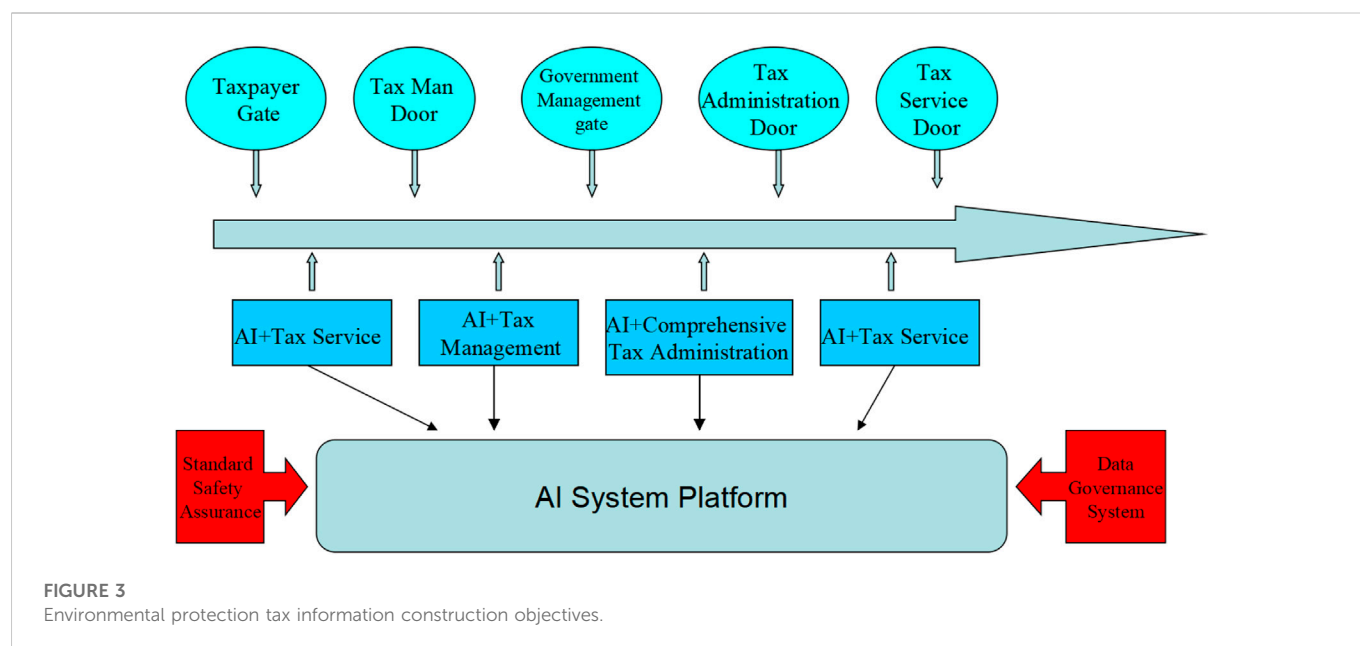 Taxpayer
Gate
Tax Man
Door
Government
Management
gate
Tax
Administration
Door
Tax
Service
Door
AI+Tax Service
AI+Tax
Management
AI+Comprehensive
Tax Administration
AI+Tax Service
Standard
Safety
Assurance
AI System Platform
Data
Governance
System
FIGURE 3
Environmental protection tax information construction objectives.